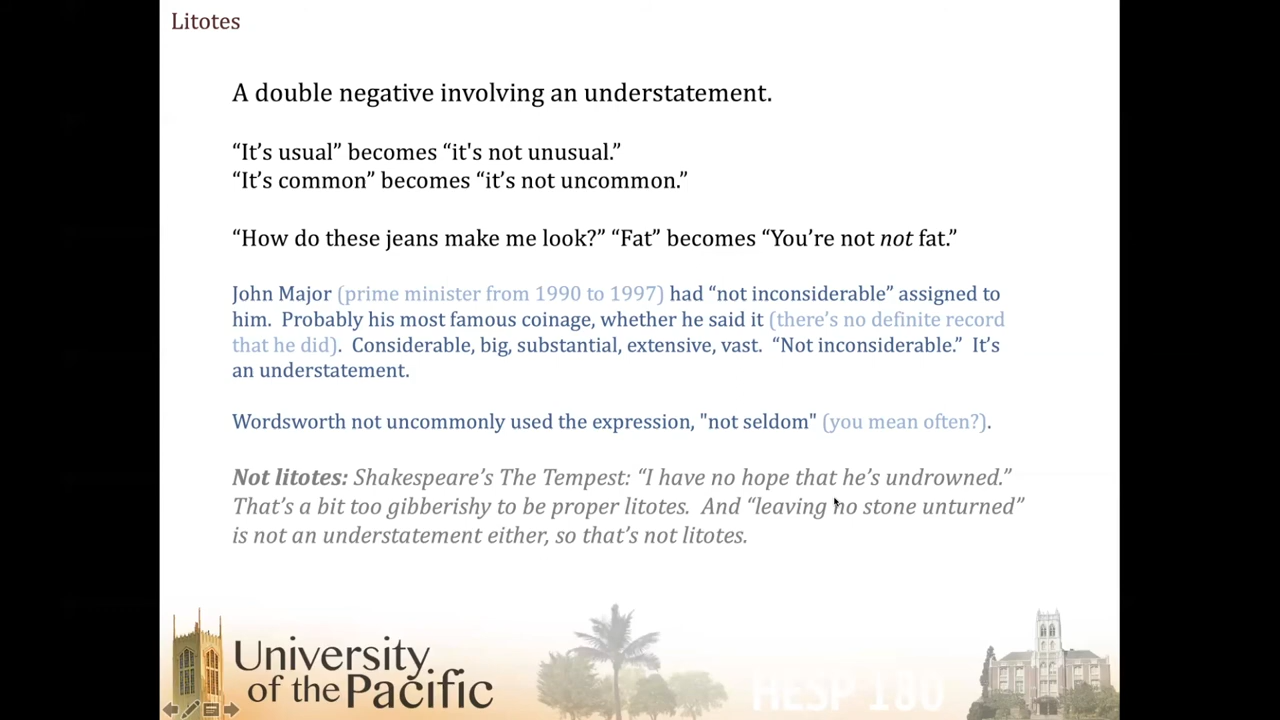 Litotes
A double negative involving an understatement.
“It’s usual” becomes “it's not unusual.”
“It’s common” becomes “it’s not uncommon.”
“How do these jeans make me look?” “Fat” becomes “You’re not not fat.”
John Major (prime minister from 1990 to 1997) had “not inconsiderable” assigned to
him.  Probably his most famous coinage, whether he said it (there’s no definite record
that he did).  Considerable, big, substantial, extensive, vast.  “Not inconsiderable.”  It’s
an understatement.
Wordsworth not uncommonly used the expression, "not seldom" (you mean often?).
Not litotes: Shakespeare’s The Tempest: “I have no hope that he’s undrowned.”
That’s a bit too gibberishy to be proper litotes.  And “leaving no stone unturned”
is not an understatement either, so that’s not litotes.
University
of the Pacific
HESP 100